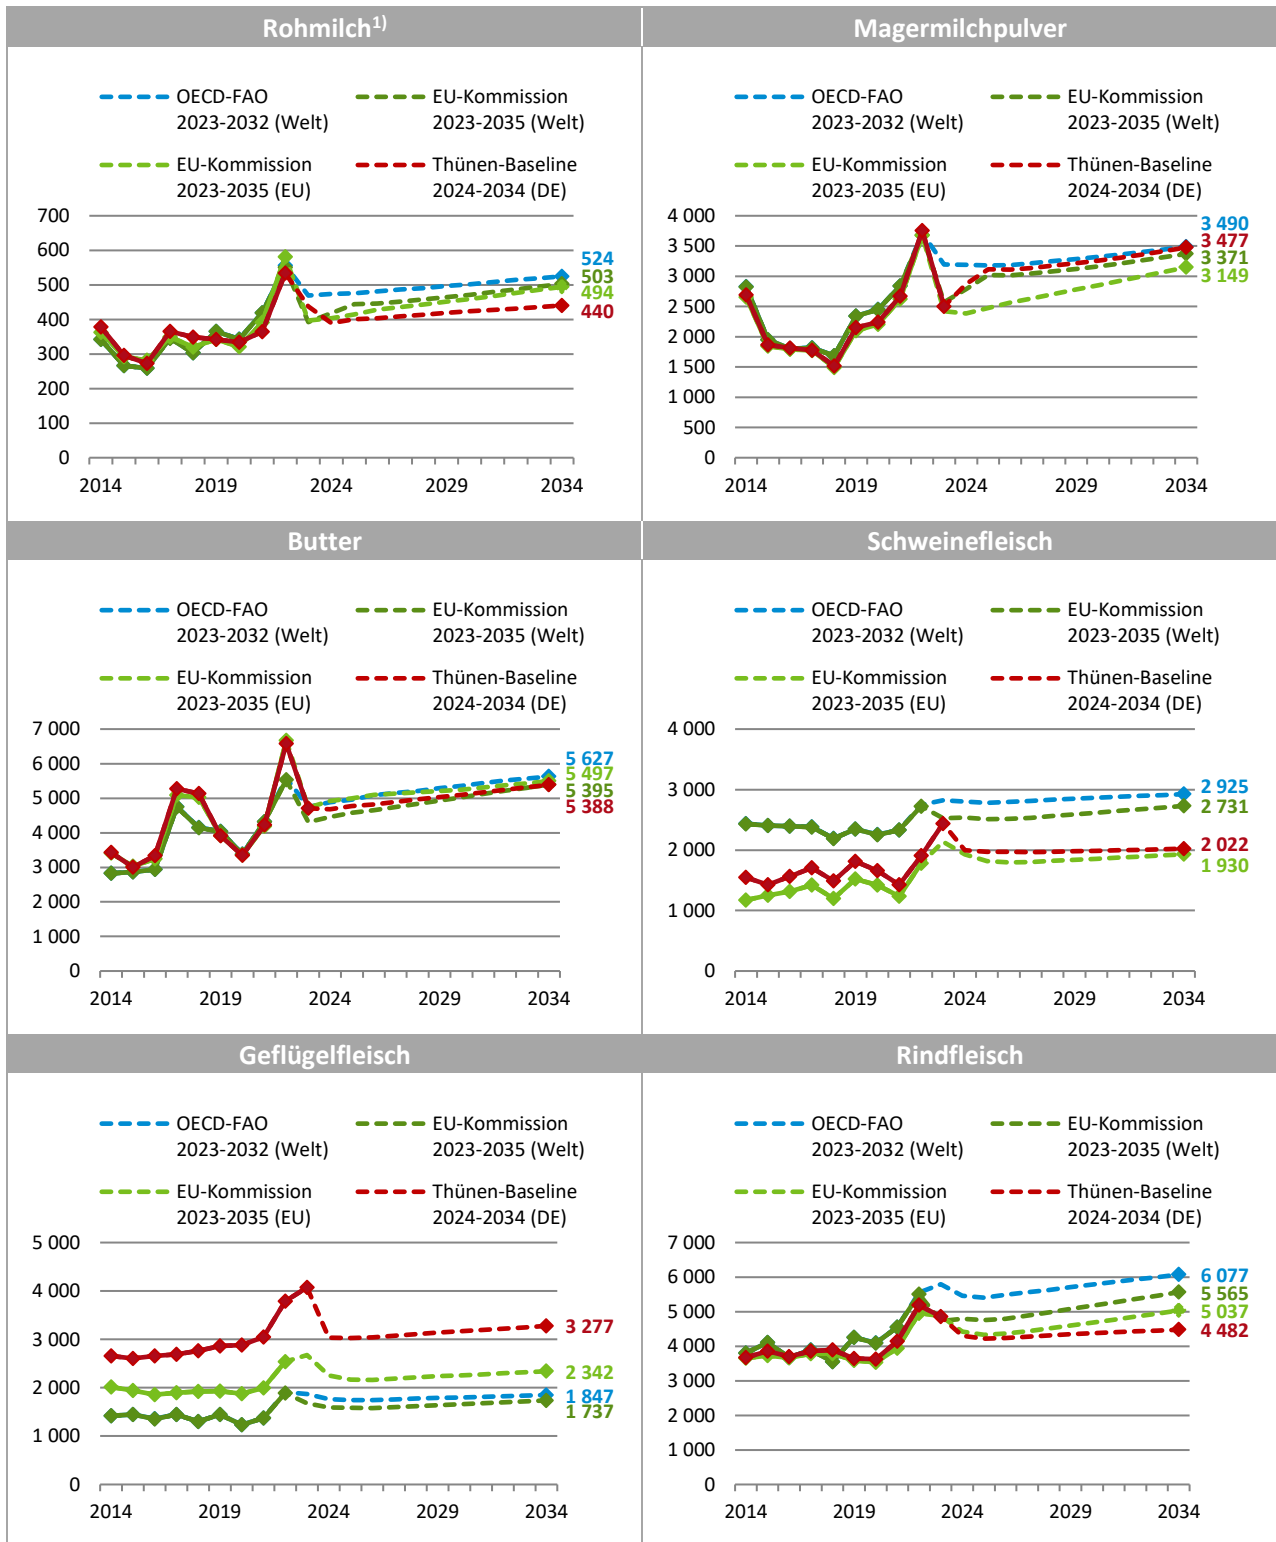 Rohmilch1)
Magermilchpulver
OECD-FAO
2023-2032 (Welt)
EU-Kommission
2023-2035 (Welt)
EU-Kommission
2023-2035 (EU)
Thünen-Baseline
2024-2034 (DE)
700
600
500
400
300
200
100
0
524
503
494
440
2014
2019
2024
2029
2034
OECD-FAO
2023-2032 (Welt)
EU-Kommission
2023-2035 (Welt)
EU-Kommission
2023-2035 (EU)
Thünen-Baseline
2024-2034 (DE)
4 000
3 500
3 000
2 500
2 000
1 500
1 000
500
0
3 490
3 477
3 371
3 149
2014
2019
2024
2029
2034
Butter
Schweinefleisch
OECD-FAO
2023-2032 (Welt)
EU-Kommission
2023-2035 (Welt)
EU-Kommission
2023-2035 (EU)
Thünen-Baseline
2024-2034 (DE)
7 000
6 000
5 000
4 000
3 000
2 000
1 000
0
5 627
5 497
5 395
5 388
2014
2019
2024
2029
2034
OECD-FAO
2023-2032 (Welt)
EU-Kommission
2023-2035 (Welt)
EU-Kommission
2023-2035 (EU)
Thünen-Baseline
2024-2034 (DE)
4 000
3 000
2 000
1 000
0
2 925
2 731
2 022
1 930
2014
2019
2024
2029
2034
Geflügelfleisch
Rindfleisch
OECD-FAO
2023-2032 (Welt)
EU-Kommission
2023-2035 (Welt)
EU-Kommission
2023-2035 (EU)
Thünen-Baseline
2024-2034 (DE)
5 000
4 000
3 000
2 000
1 000
0
3 277
2 342
1 847
1 737
2014
2019
2024
2029
2034
OECD-FAO
2023-2032 (Welt)
EU-Kommission
2023-2035 (Welt)
EU-Kommission
2023-2035 (EU)
Thünen-Baseline
2024-2034 (DE)
7 000
6 000
5 000
4 000
3 000
2 000
1 000
0
6 077
5 565
5 037
4 482
2014
2019
2024
2029
2034